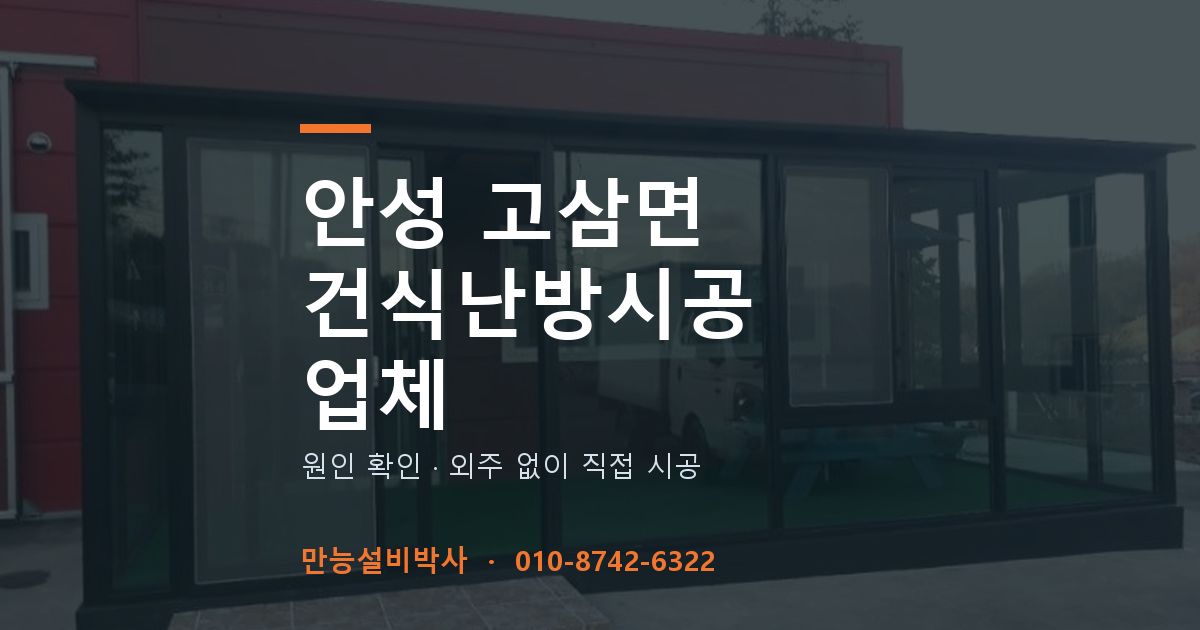 안성 고삼면
건식난방시공
업체
원인 확인 · 외주 없이 직접 시공
만능설비박사 · 010-8742-6322